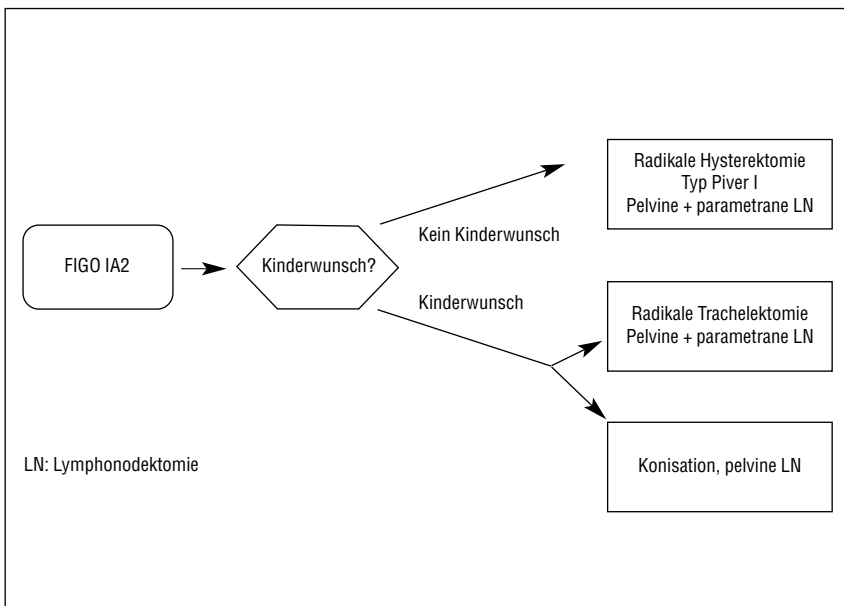 FIGO IA2
Kinderwunsch?
Kein Kinderwunsch
Kinderwunsch
Radikale Hysterektomie
Typ Piver I
Pelvine + parametrane LN
Radikale Trachelektomie
Pelvine + parametrane LN
Konisation, pelvine LN
LN: Lymphonodektomie